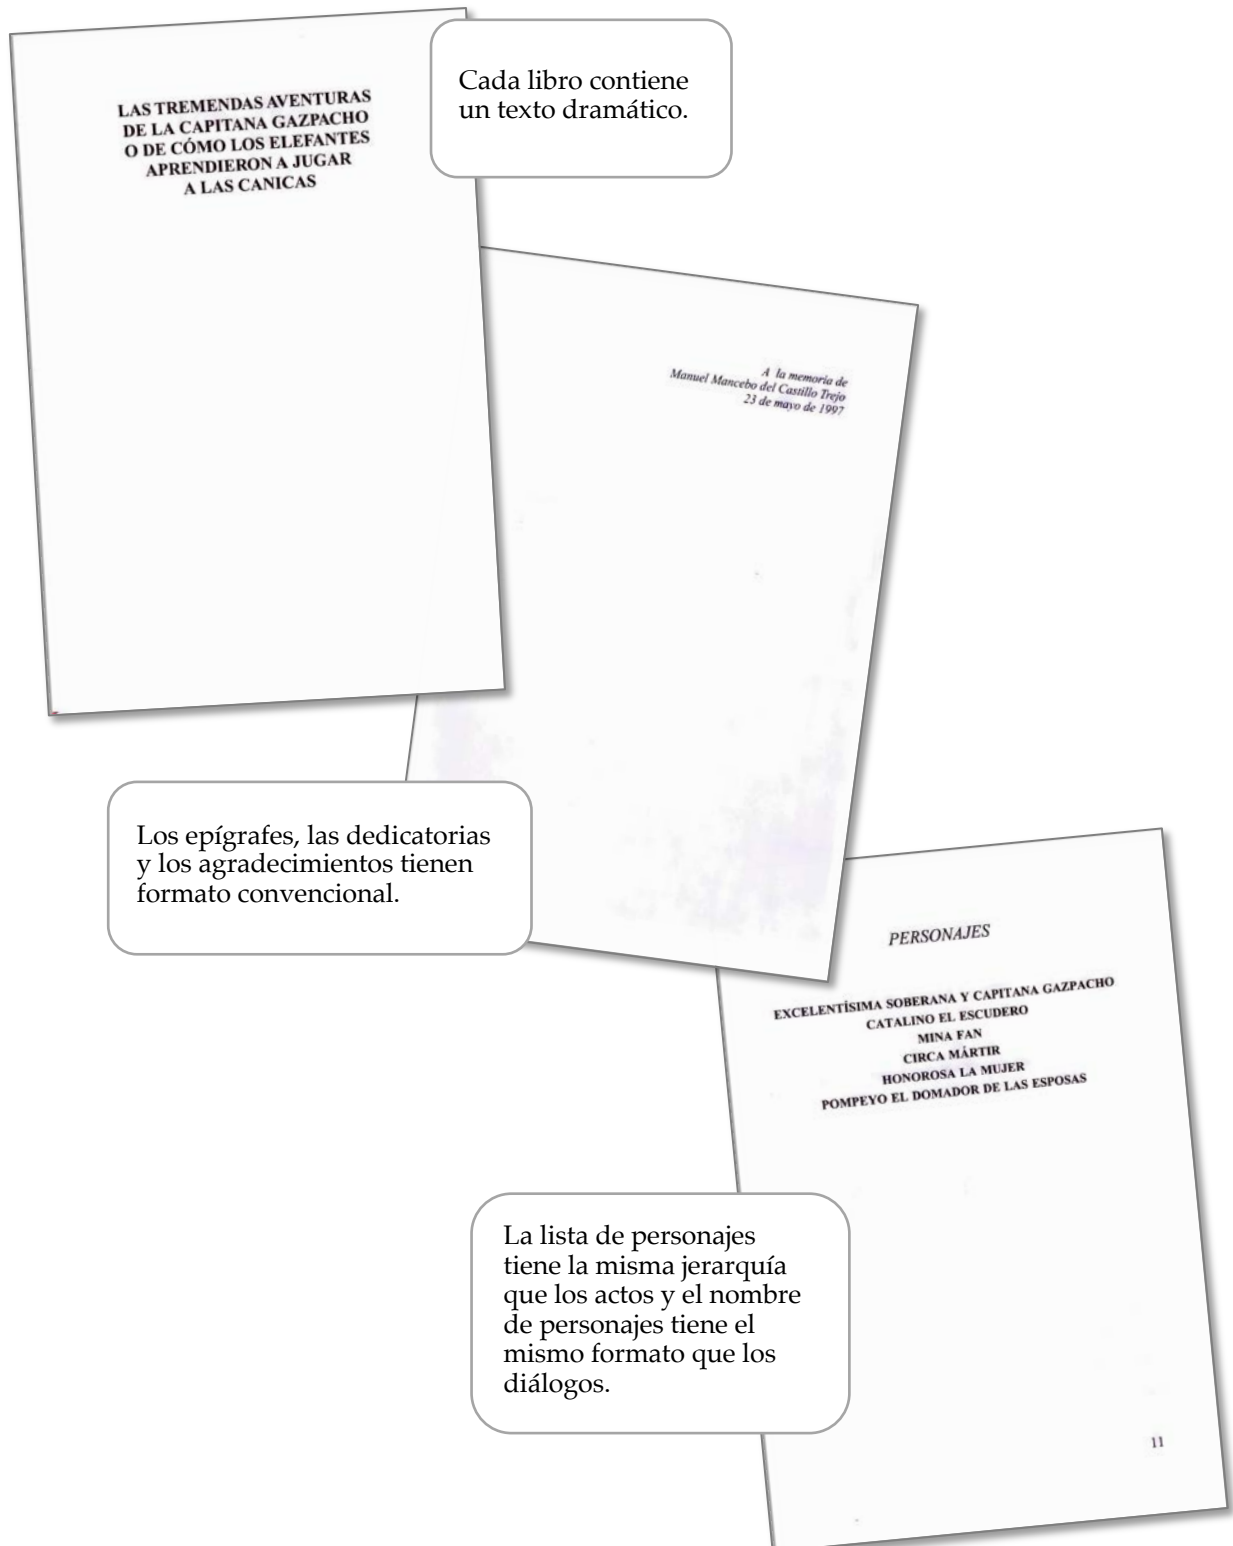 LAS TREMENDAS AVENTURAS
DE LA CAPITANA GAZPACHO
O DE CÓMO LOS ELEFANTES
APRENDIERON A JUGAR
A LAS CANICAS
Cada libro contiene
un texto dramático.
A la memoria de
Manuel Mancebo del Castillo Trejo
23 de mayo de 1997
Los epígrafes, las dedicatorias
y los agradecimientos tienen
formato convencional.
PERSONAJES
EXCELENTÍSIMA SOBERANA Y CAPITANA GAZPACHO
CATALINO EL ESCUDERO
MINA FAN
CIRCA MÁRTIR
HONOROSA LA MUJER
POMPEYO EL DOMADOR DE LAS ESPOSAS
La lista de personajes
tiene la misma jerarquía
que los actos y el nombre
de personajes tiene el
mismo formato que los
diálogos.
11